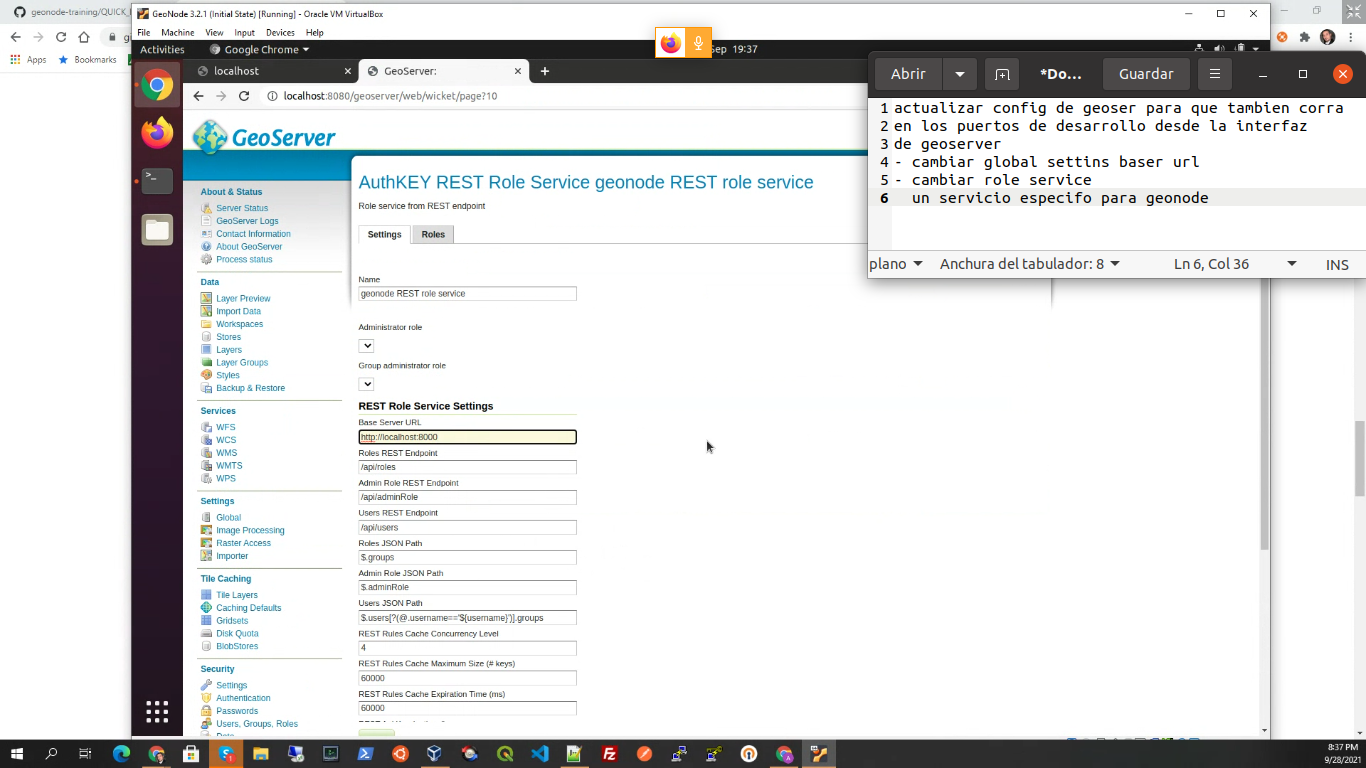 geonode-training/QUICK_
GeoNode 3.2.1 (Initial State) [Running] - Oracle VM VirtualBox
File Machine View Input Devices Help
Activities
Google Chrome
Sep 19:37
Apps
Bookmarks
localhost
GeoServer:
localhost:8080/geoserver/web/wicket/page?10
Abrir
*Do...
Guardar
1 actualizar config de geoser para que tambien corra
2 en los puertos de desarrollo desde la interfaz
3 de geoserver
4 - cambiar global settins baser url
5 - cambiar role service
6 un servicio especifo para geonode
plano
Anchura del tabulador: 8
Ln 6, Col 36
INS
GeoServer
About & Status
Server Status
GeoServer Logs
Contact Information
About GeoServer
Process status
Data
Layer Preview
Import Data
Workspaces
Stores
Layers
Layer Groups
Styles
Backup & Restore
Services
WFS
WCS
WMS
WMTS
WPS
Settings
Global
Image Processing
Raster Access
Importer
Tile Caching
Tile Layers
Caching Defaults
Gridsets
Disk Quota
BlobStores
Security
Settings
Authentication
Passwords
Users, Groups, Roles
Data
AuthKEY REST Role Service geonode REST role service
Role service from REST endpoint
Settings
Roles
Name
geonode REST role service
Administrator role
Group administrator role
REST Role Service Settings
Base Server URL
http://localhost:8000
Roles REST Endpoint
/api/roles
Admin Role REST Endpoint
/api/adminRole
Users REST Endpoint
/api/users
Roles JSON Path
$.groups
Admin Role JSON Path
$.adminRole
Users JSON Path
$.users[?(@.username=='${username}')].groups
REST Rules Cache Concurrency Level
4
REST Rules Cache Maximum Size (# keys)
60000
REST Rules Cache Expiration Time (ms)
60000
8:37 PM
9/28/2021